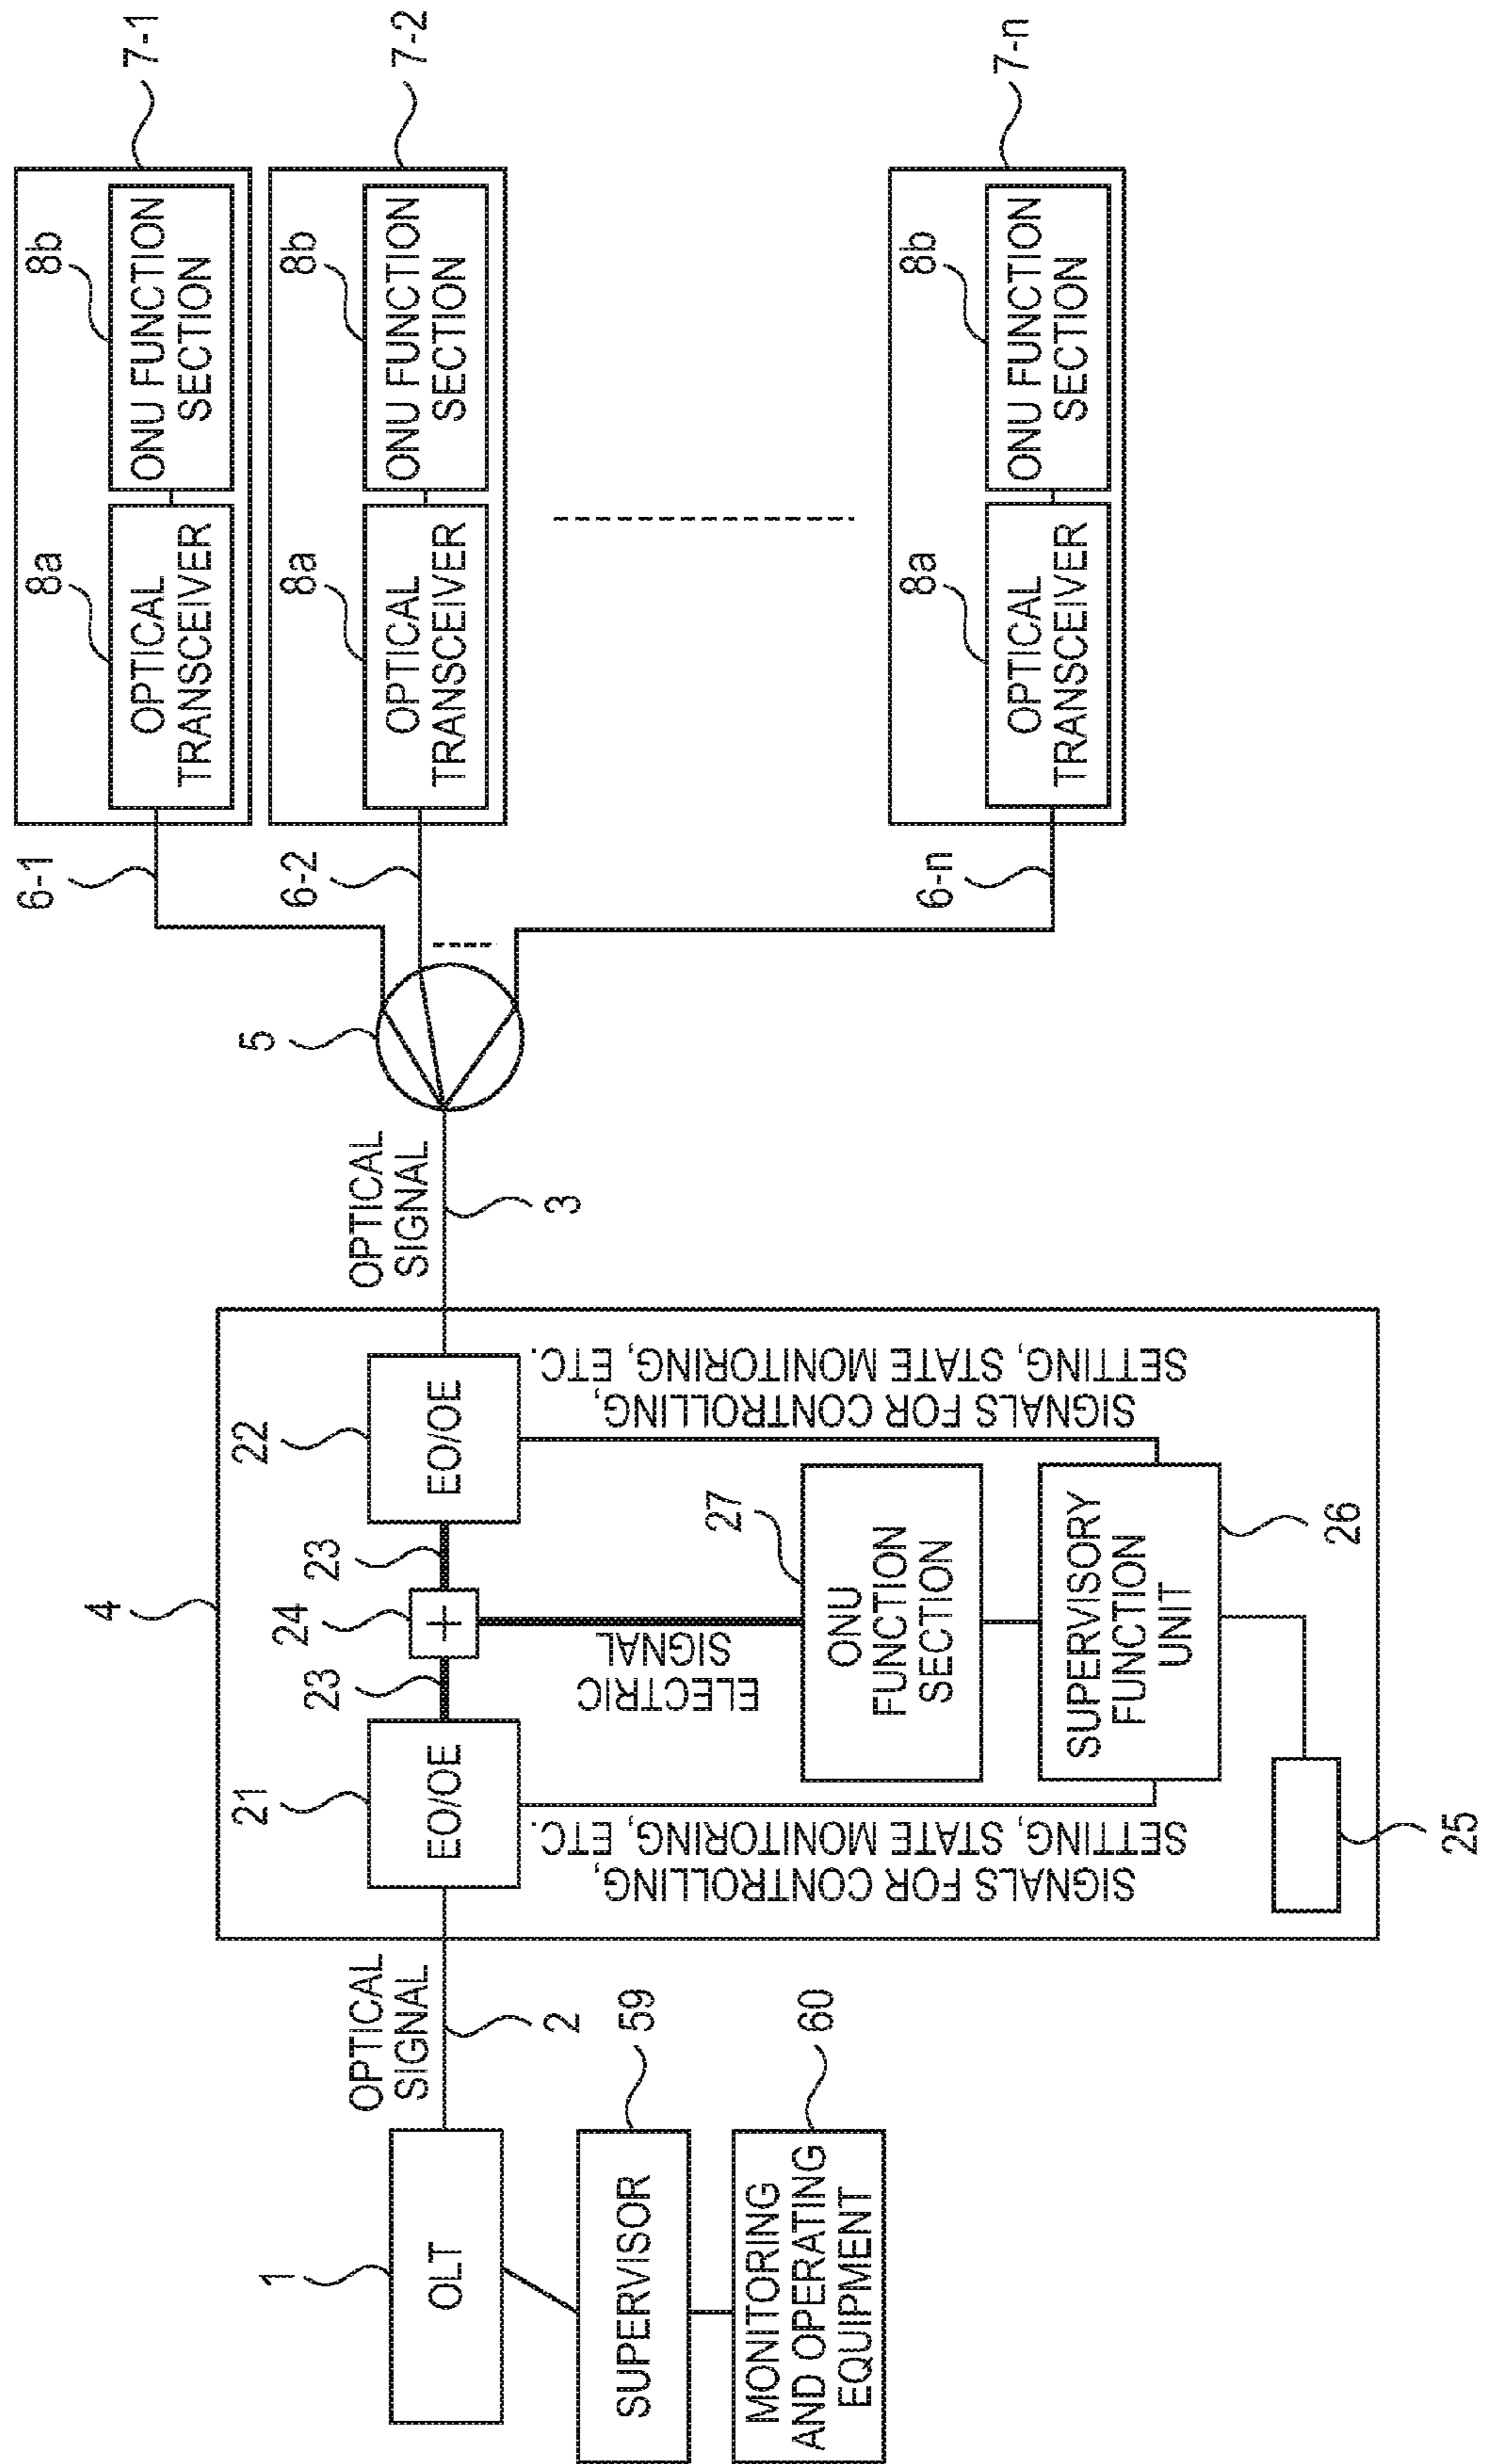 1
OLT
SUPERVISOR
59
MONITORING
AND OPERATING
EQUIPMENT
60
OPTICAL
SIGNAL
2
4
21
EO/OE
23
24
+
23
22
EO/OE
ELECTRIC
SIGNAL
SIGNALS FOR CONTROLLING,
SETTING, STATE MONITORING, ETC.
SIGNALS FOR CONTROLLING,
SETTING, STATE MONITORING, ETC.
27
ONU
FUNCTION
SECTION
SUPERVISORY
FUNCTION
UNIT
26
25
OPTICAL
SIGNAL
3
5
6-1
6-2
6-n
8a
OPTICAL
TRANSCEIVER
8b
ONU FUNCTION
SECTION
7-1
8a
OPTICAL
TRANSCEIVER
8b
ONU FUNCTION
SECTION
7-2
8a
OPTICAL
TRANSCEIVER
8b
ONU FUNCTION
SECTION
7-n